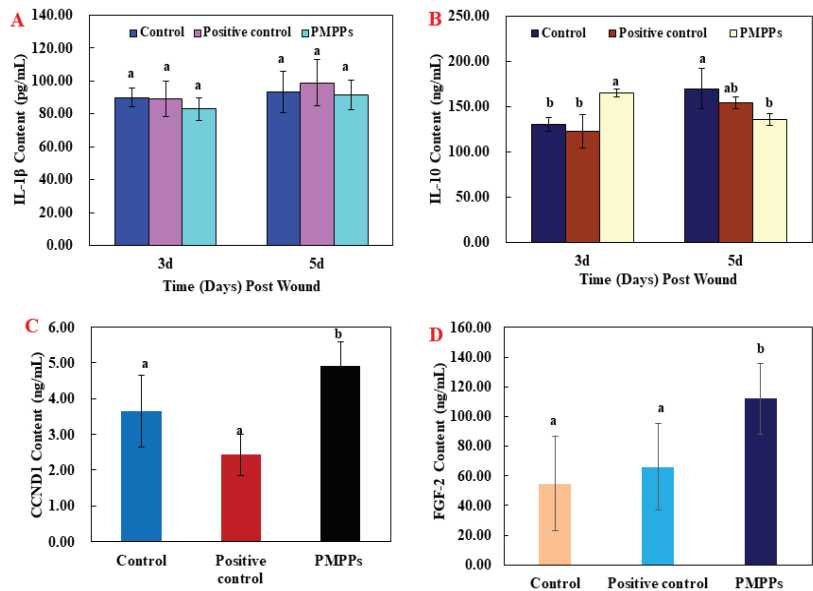 A
140.00
120.00
100.00
80.00
60.00
40.00
20.00
0.00
IL-1β Content (pg/mL)
Control Positive control PMPPs
a a a a a a
3d 5d
Time (Days) Post Wound
B
250.00
200.00
150.00
100.00
50.00
0.00
IL-10 Content (ng/mL)
Control Positive control PMPPs
b b a a ab b
3d 5d
Time (Days) Post Wound
C
6.00
5.00
4.00
3.00
2.00
1.00
0.00
CCND1 Content (ng/mL)
a a b
Control Positive PMPPs
control
D
160.00
140.00
120.00
100.00
80.00
60.00
40.00
20.00
0.00
FGF-2 Content (ng/mL)
a a b
Control Positive control PMPPs